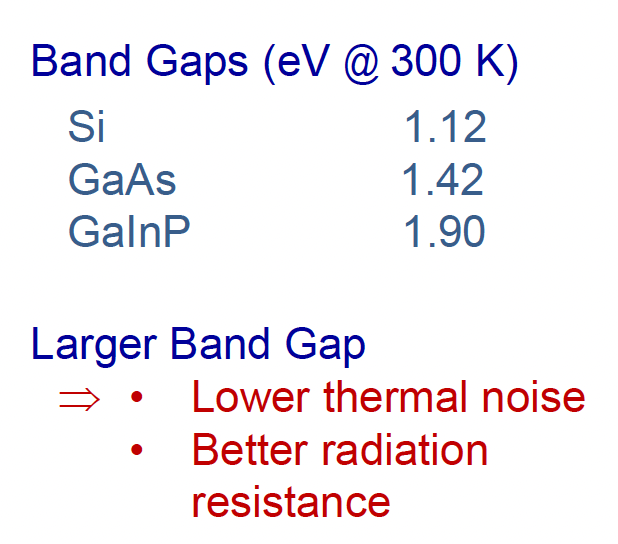 Band Gaps (eV @ 300 K)
Si 1.12
GaAs 1.42
GaInP 1.90
Larger Band Gap
⇒ • Lower thermal noise
• Better radiation
resistance